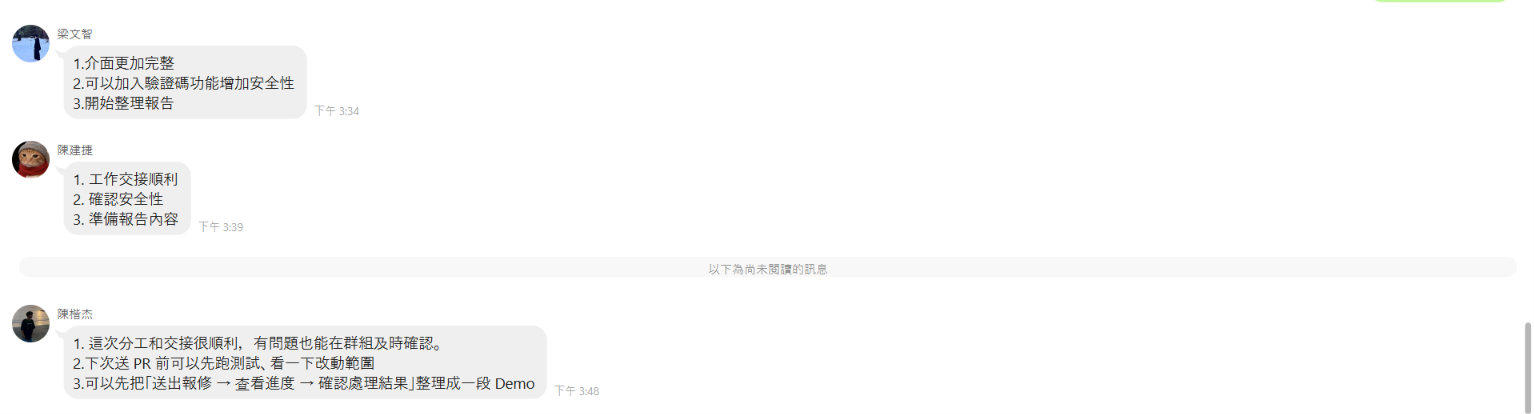 梁文智
1.介面更加完整
2.可以加入驗證碼功能增加安全性
3.開始整理報告
下午 3:34
陳建捷
1. 工作交接順利
2. 確認安全性
3. 準備報告內容
下午 3:39
以下為尚未閱讀的訊息
陳楷杰
1. 這次分工和交接很順利，有問題也能在群組及時確認。
2.下次送 PR 前可以先跑測試、看一下改動範圍
3.可以先把「送出報修 → 查看進度 → 確認處理結果」整理成一段 Demo
下午 3:48